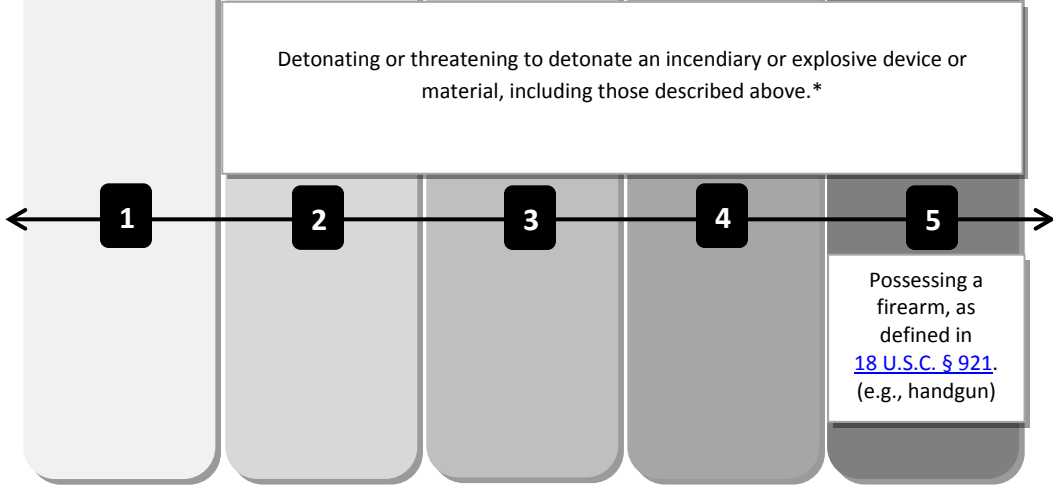 Detonating or threatening to detonate an incendiary or explosive device or
material, including those described above.*
1 2 3 4 5
Possessing a
firearm, as
defined in
18 U.S.C. § 921.
(e.g., handgun)